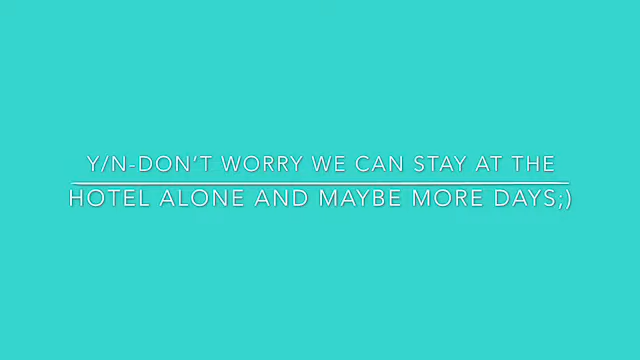 Y/N-DON'T WORRY WE CAN STAY AT THE
HOTEL ALONE AND MAYBE MORE DAYS;)